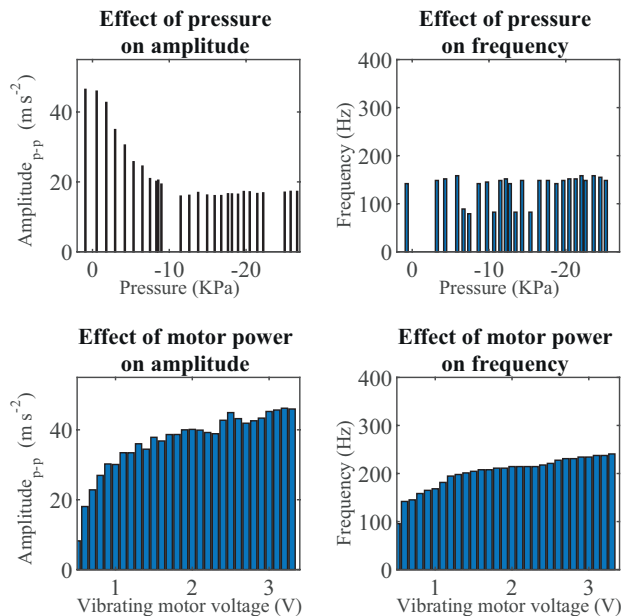 Effect of pressure
on amplitude
Amplitude p-p (m s-2)
40
20
0
0 -10 -20
Pressure (KPa)
Effect of pressure
on frequency
Frequency (Hz)
400
300
200
100
0
0 -10 -20
Pressure (KPa)
Effect of motor power
on amplitude
Amplitude p-p (m s-2)
40
20
0
1 2 3
Vibrating motor voltage (V)
Effect of motor power
on frequency
Frequency (Hz)
400
300
200
100
0
1 2 3
Vibrating motor voltage (V)